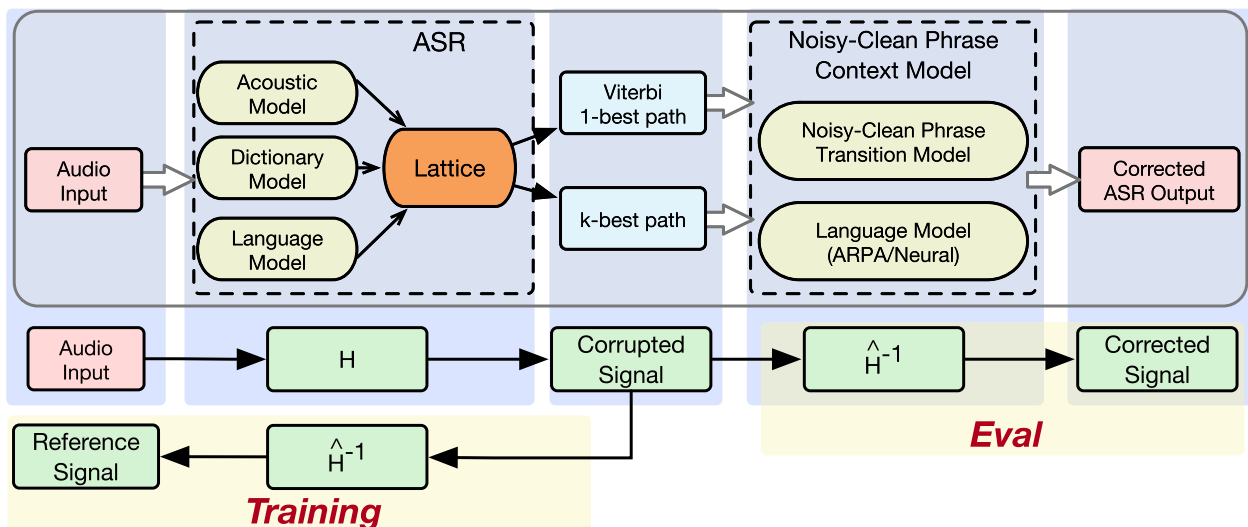 ASR
Acoustic
Model
Dictionary
Model
Language
Model
Lattice
Audio
Input
Viterbi
1-best path
k-best path
Noisy-Clean Phrase
Context Model
Noisy-Clean Phrase
Transition Model
Language Model
(ARPA/Neural)
Corrected
ASR Output
Audio
Input
H
Corrupted
Signal
Ĥ-1
Corrected
Signal
Eval
Reference
Signal
Ĥ-1
Training